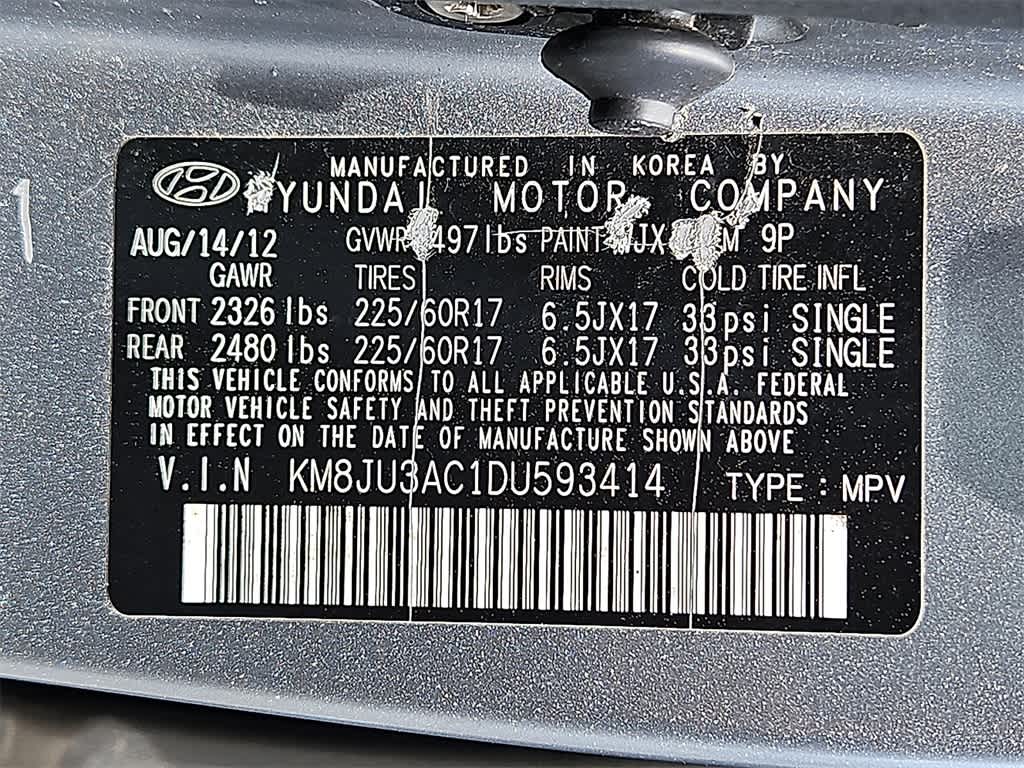 MANUFACTURED IN KOREA BY
HYUNDAI MOTOR COMPANY
AUG/14/12 GVWR 497lbs PAINT 9P
GAWR TIRES RIMS COLD TIRE INFL
FRONT 2326 lbs 225/60R17 6.5JX17 33psi SINGLE
REAR 2480 lbs 225/60R17 6.5JX17 33psi SINGLE
THIS VEHICLE CONFORMS TO ALL APPLICABLE U.S.A. FEDERAL
MOTOR VEHICLE SAFETY AND THEFT PREVENTION STANDARDS
IN EFFECT ON THE DATE OF MANUFACTURE SHOWN ABOVE
V.I.N KM8JU3AC1DU593414 TYPE : MPV
1